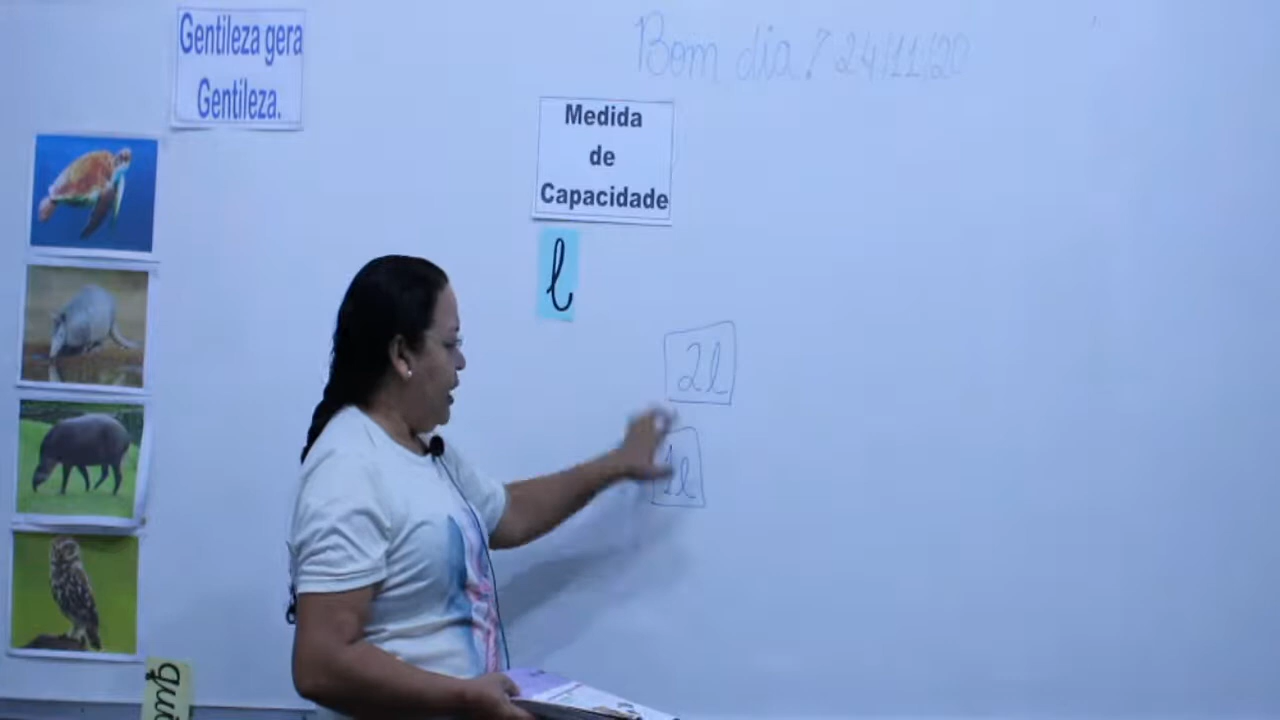 Gentileza gera
Gentileza.
Bom dia! 24/11/20
Medida
de
Capacidade
l
2l
1l